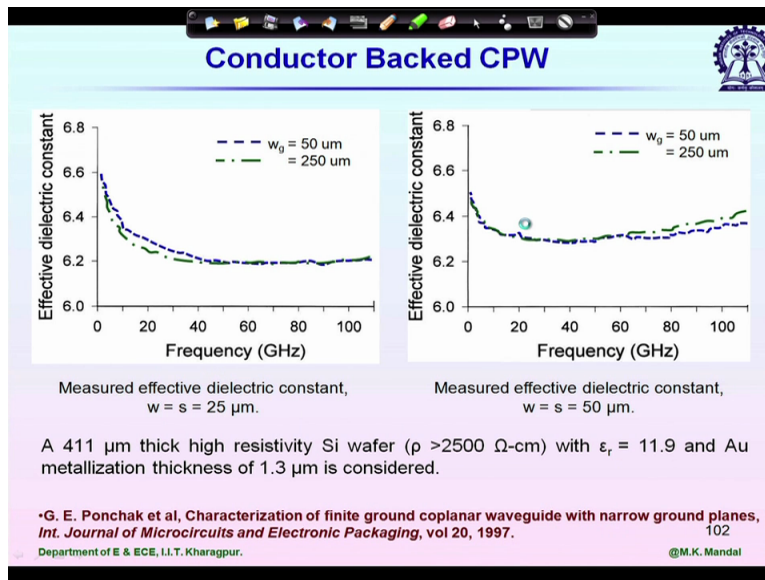 Conductor Backed CPW
Effective dielectric constant
6.8
6.6
6.4
6.2
6.0
0 20 40 60 80 100
Frequency (GHz)
w_g = 50 um
= 250 um
Measured effective dielectric constant,
w = s = 25 µm.
Effective dielectric constant
6.8
6.6
6.4
6.2
6.0
0 20 40 60 80 100
Frequency (GHz)
w_g = 50 um
= 250 um
Measured effective dielectric constant,
w = s = 50 µm.
A 411 µm thick high resistivity Si wafer (ρ >2500 Ω-cm) with ε_r = 11.9 and Au
metallization thickness of 1.3 µm is considered.
•G. E. Ponchak et al, Characterization of finite ground coplanar waveguide with narrow ground planes,
Int. Journal of Microcircuits and Electronic Packaging, vol 20, 1997.
102
Department of E & ECE, I.I.T. Kharagpur.
@M.K. Mandal